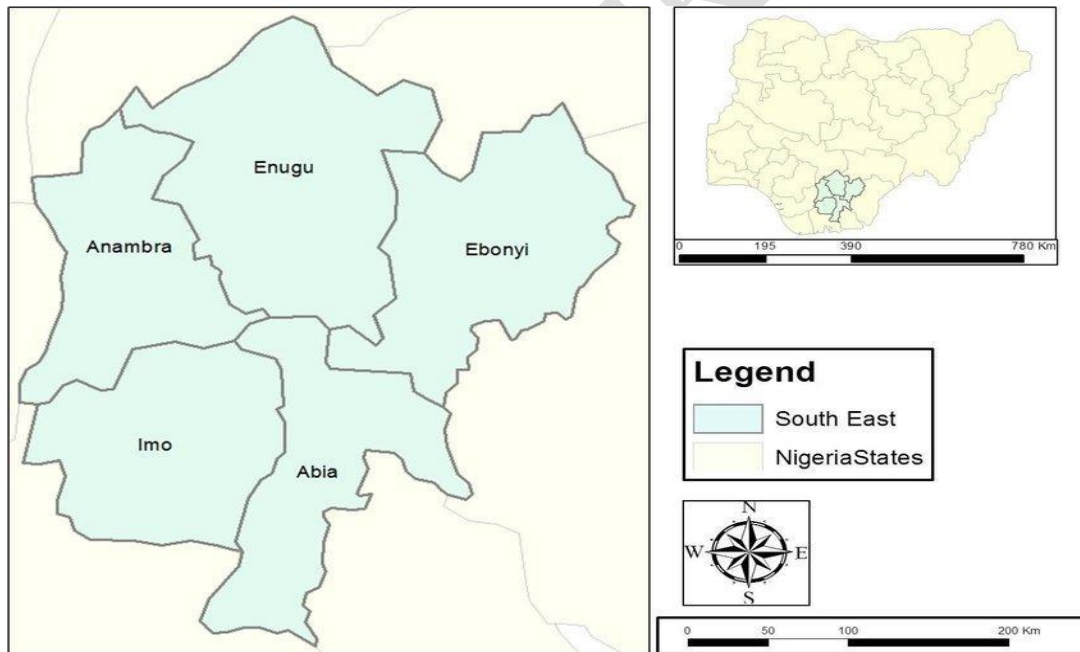 Enugu
Anambra
Ebonyi
Imo
Abia
0 195 390 780 Km
Legend
South East
NigeriaStates
N
W E
S
0 50 100 200 Km